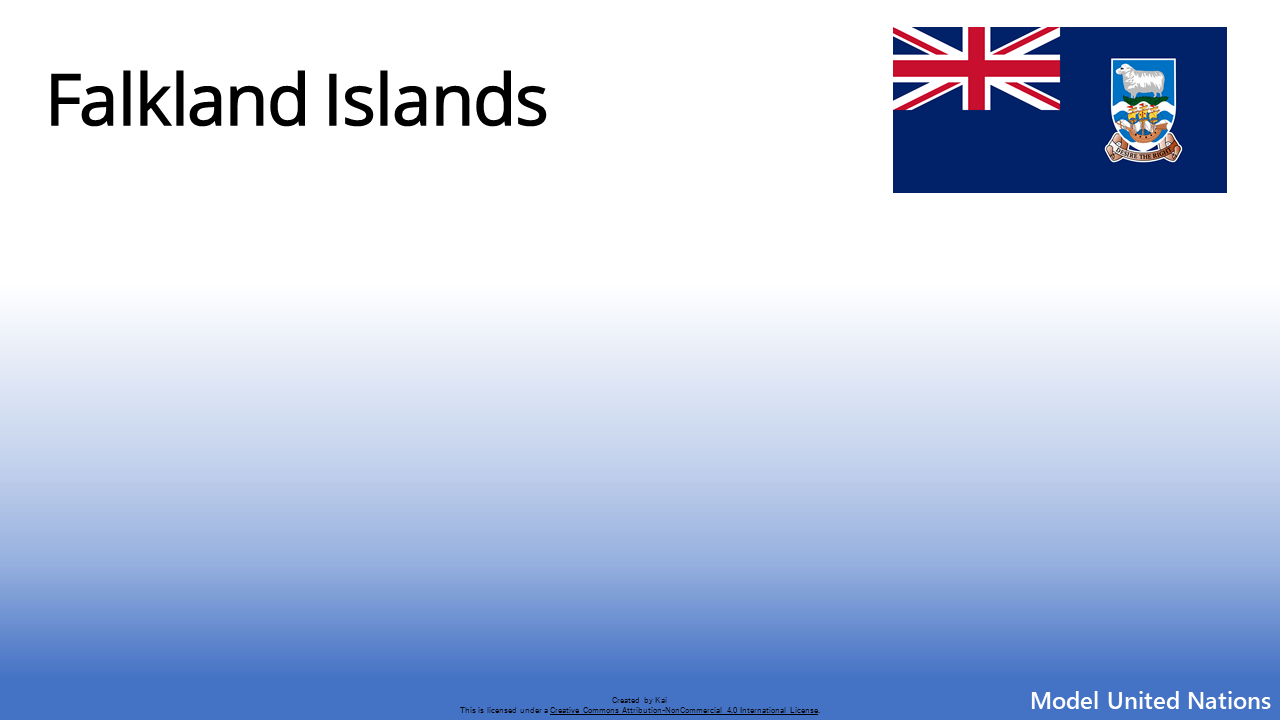 Falkland Islands
DESIRE THE RIGHT
Created by Kai
This is licensed under a Creative Commons Attribution-NonCommercial 4.0 International License.
Model United Nations